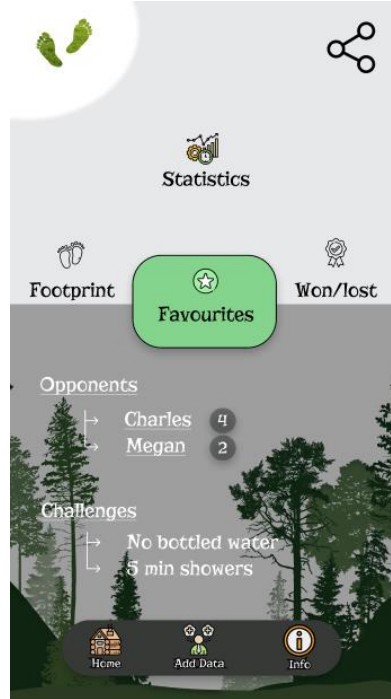 Statistics
Footprint
Won/lost
Favourites
Opponents
Charles 4
Megan 2
Challenges
No bottled water
5 min showers
Home
Add Data
Info